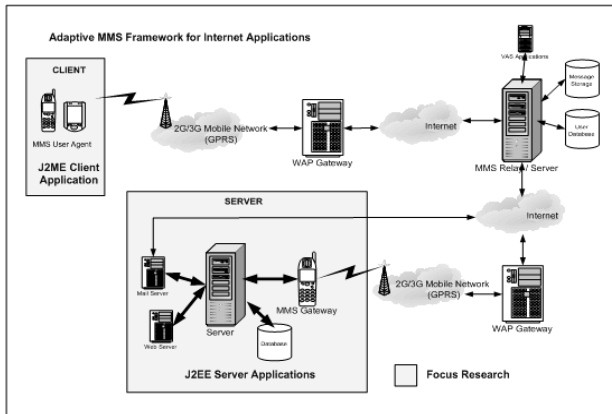 Adaptive MMS Framework for Internet Applications
CLIENT
MMS User Agent
J2ME Client
Application
2G/3G Mobile Network
(GPRS)
WAP Gateway
Internet
VAS Applications
Message
Storage
User
Database
MMS Relay / Server
Internet
SERVER
Mail Server
Web Server
Server
MMS Gateway
Database
J2EE Server Applications
2G/3G Mobile Network
(GPRS)
WAP Gateway
Focus Research